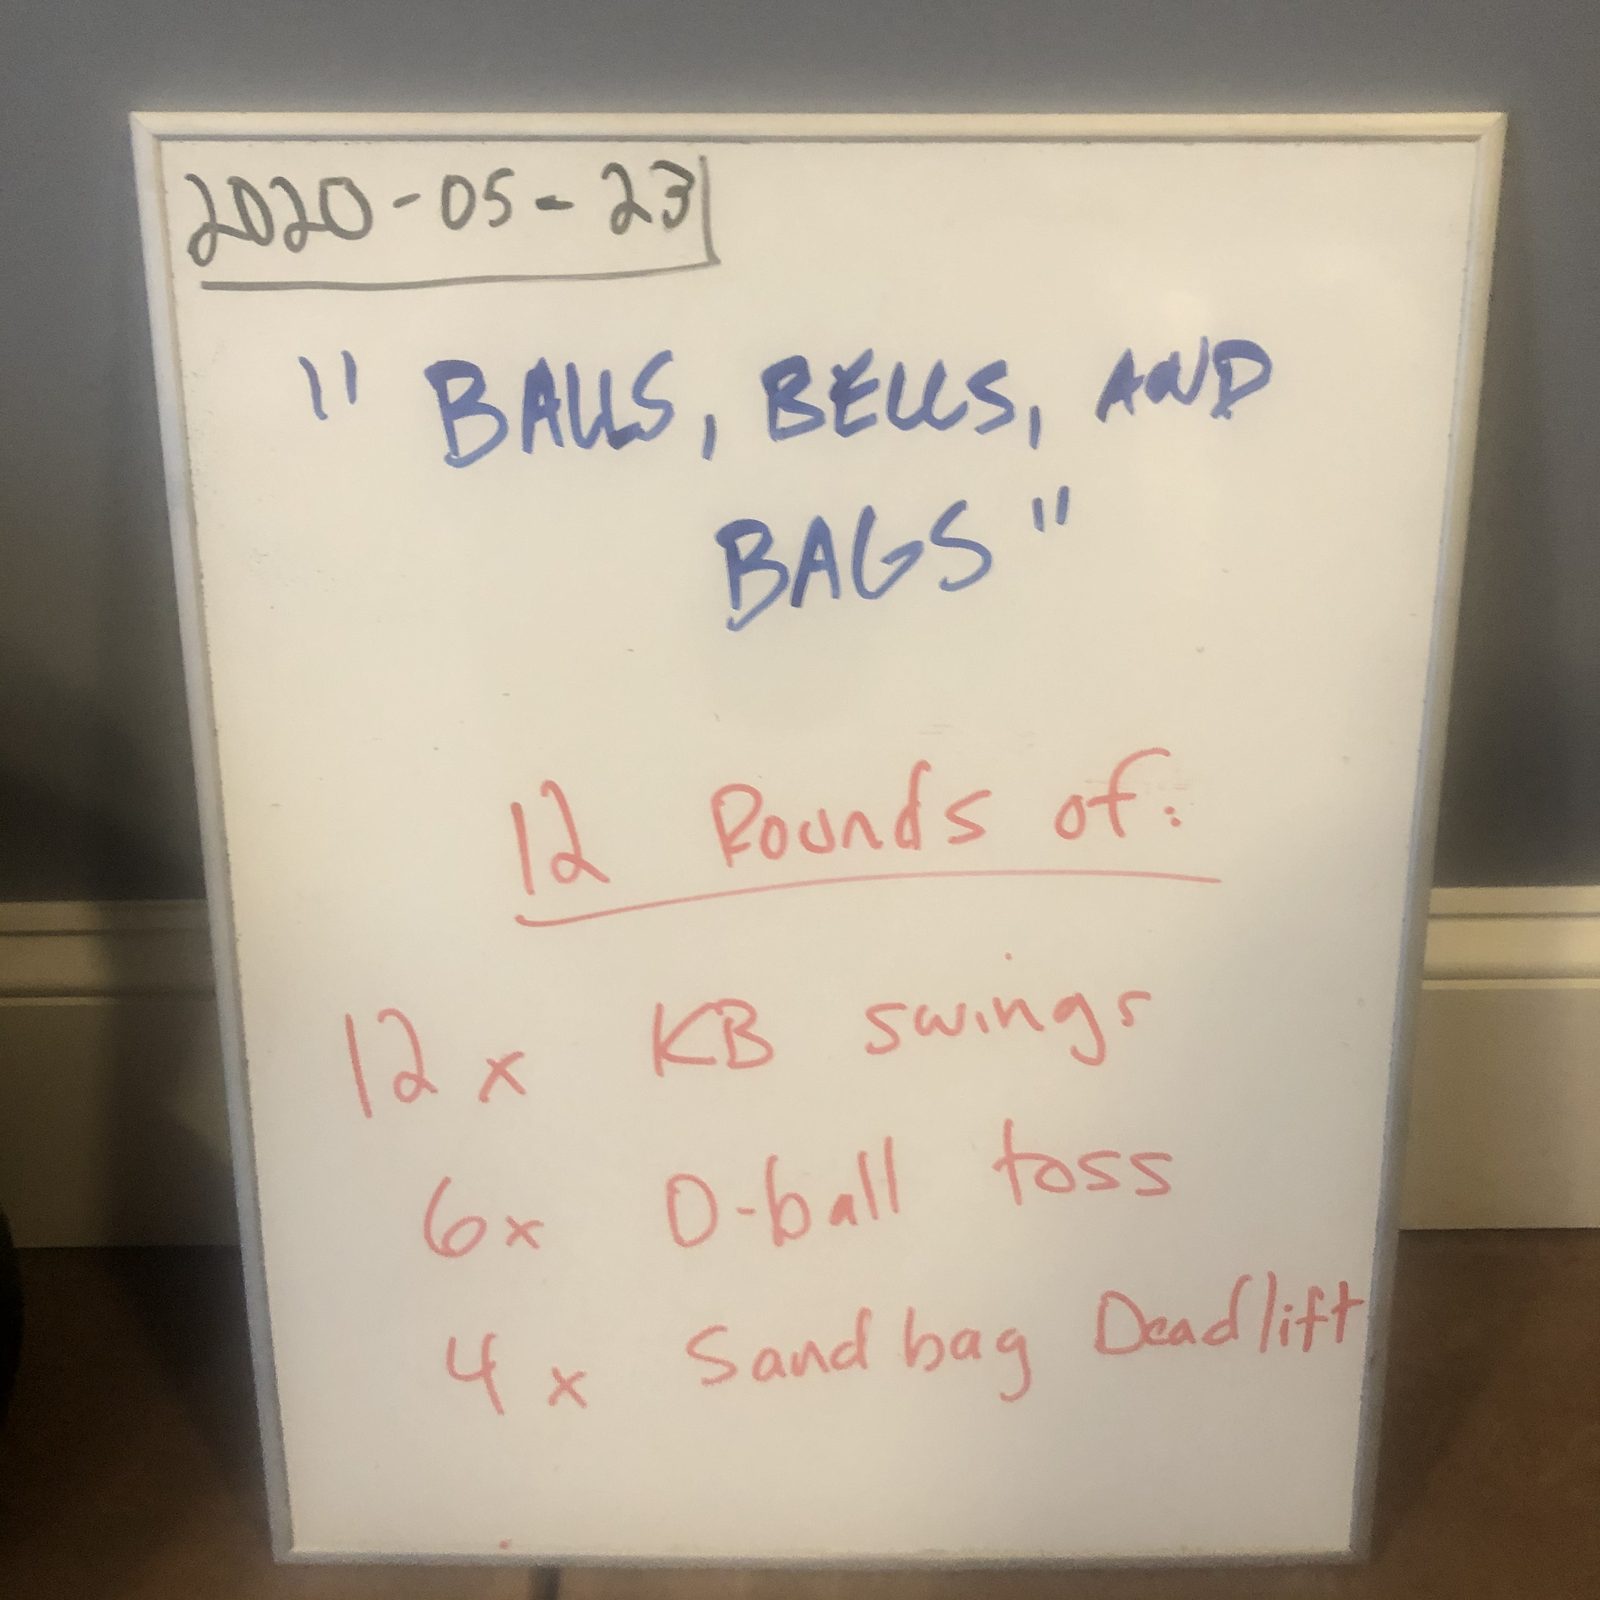 2020-05-23
"BALLS, BELLS, AND
BAGS"
12 Rounds of:
12 x KB swings
6x D-ball toss
4 x Sandbag Deadlift